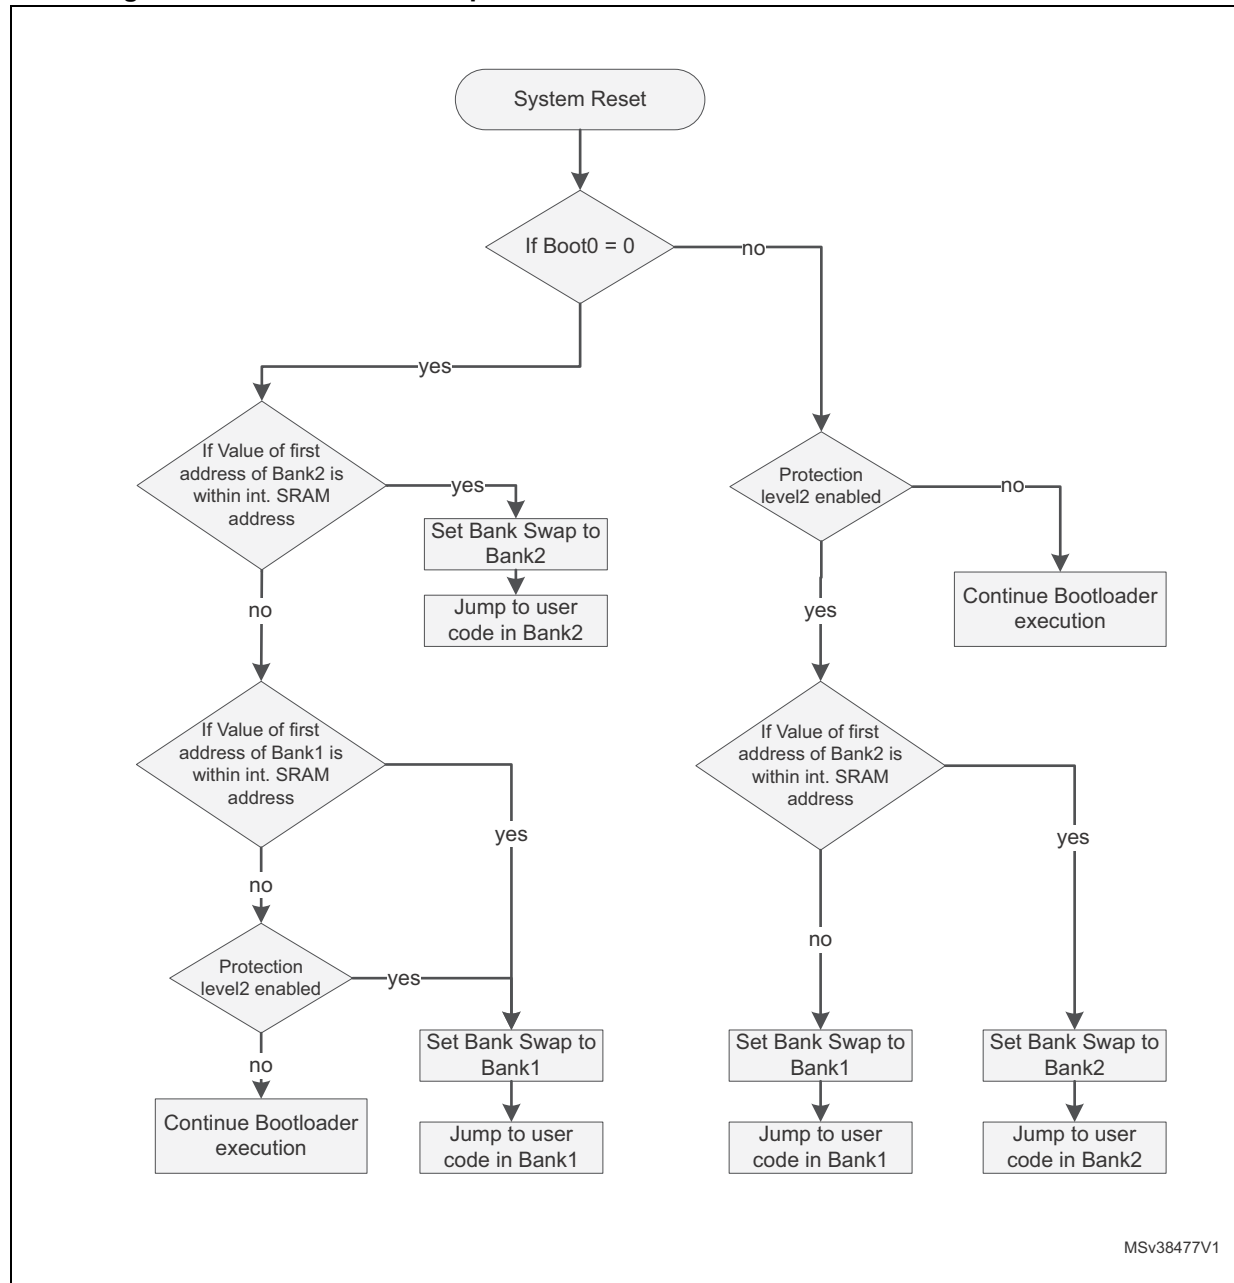 System Reset
If Boot0 = 0
no
yes
If Value of first
address of Bank2 is
within int. SRAM
address
yes
Set Bank Swap to
Bank2
Jump to user
code in Bank2
no
If Value of first
address of Bank1 is
within int. SRAM
address
yes
no
Protection
level2 enabled
yes
no
Continue Bootloader
execution
Set Bank Swap to
Bank1
Jump to user
code in Bank1
Protection
level2 enabled
no
Continue Bootloader
execution
yes
If Value of first
address of Bank2 is
within int. SRAM
address
yes
no
Set Bank Swap to
Bank1
Jump to user
code in Bank1
Set Bank Swap to
Bank2
Jump to user
code in Bank2
MSv38477V1